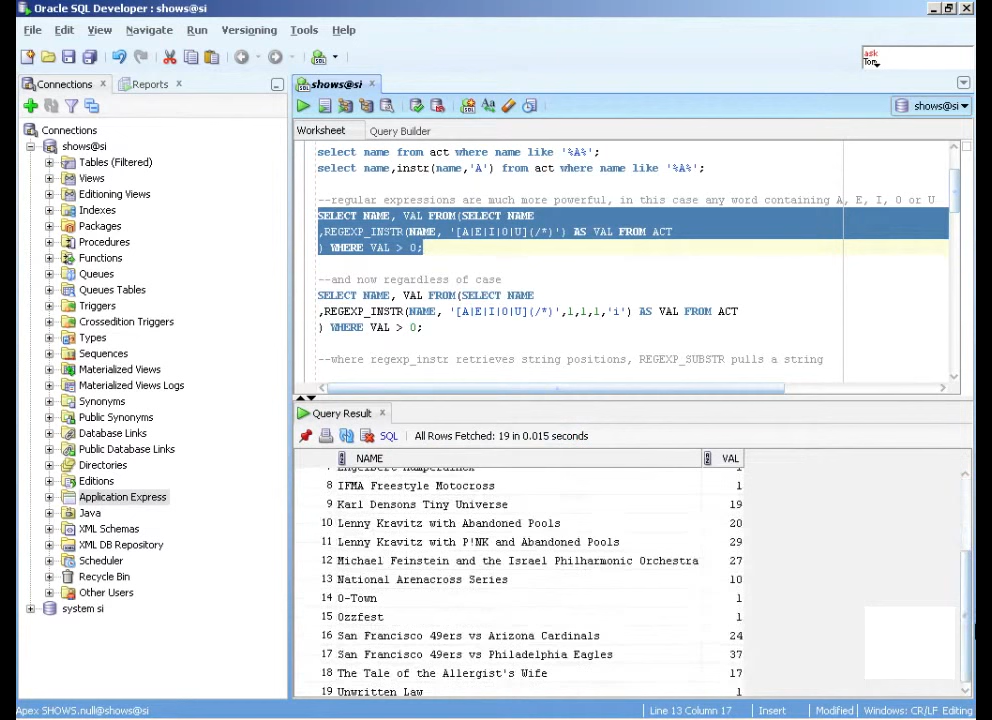 Oracle SQL Developer : shows@si
File Edit View Navigate Run Versioning Tools Help
ask
Tom
Connections
Reports
shows@si
shows@si
Worksheet
Query Builder
Connections
shows@si
Tables (Filtered)
Views
Editioning Views
Indexes
Packages
Procedures
Functions
Queues
Queues Tables
Triggers
Crossedition Triggers
Types
Sequences
Materialized Views
Materialized Views Logs
Synonyms
Public Synonyms
Database Links
Public Database Links
Directories
Editions
Application Express
Java
XML Schemas
XML DB Repository
Scheduler
Recycle Bin
Other Users
system si
select name from act where name like '%A%';
select name,instr(name,'A') from act where name like '%A%';
--regular expressions are much more powerful, in this case any word containing A, E, I, O or U
SELECT NAME, VAL FROM(SELECT NAME
,REGEXP_INSTR(NAME, '[A|E|I|O|U](/*)') AS VAL FROM ACT
) WHERE VAL > 0;
--and now regardless of case
SELECT NAME, VAL FROM(SELECT NAME
,REGEXP_INSTR(NAME, '[A|E|I|O|U](/*)',1,1,1,'i') AS VAL FROM ACT
) WHERE VAL > 0;
--where regexp_instr retrieves string positions, REGEXP_SUBSTR pulls a string
Query Result
SQL | All Rows Fetched: 19 in 0.015 seconds
NAME VAL
7 Engelbert Humperdinck 1
8 IFMA Freestyle Motocross 1
9 Karl Densons Tiny Universe 19
10 Lenny Kravitz with Abandoned Pools 20
11 Lenny Kravitz with P!NK and Abandoned Pools 29
12 Michael Feinstein and the Israel Philharmonic Orchestra 27
13 National Arenacross Series 10
14 O-Town 1
15 Ozzfest 1
16 San Francisco 49ers vs Arizona Cardinals 24
17 San Francisco 49ers vs Philadelphia Eagles 37
18 The Tale of the Allergist's Wife 17
19 Unwritten Law 1
Apex SHOWS.null@shows@si
Line 13 Column 17 | Insert | Modified | Windows: CR/LF Editing